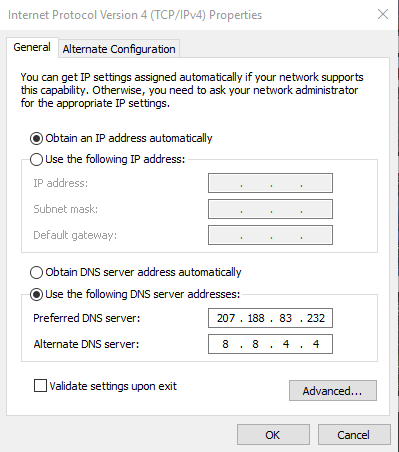 Internet Protocol Version 4 (TCP/IPv4) Properties
General
Alternate Configuration
You can get IP settings assigned automatically if your network supports
this capability. Otherwise, you need to ask your network administrator
for the appropriate IP settings.
Obtain an IP address automatically
Use the following IP address:
IP address: . . .
Subnet mask: . . .
Default gateway: . . .
Obtain DNS server address automatically
Use the following DNS server addresses:
Preferred DNS server: 207 . 188 . 83 . 232
Alternate DNS server: 8 . 8 . 4 . 4
Validate settings upon exit
Advanced...
OK Cancel